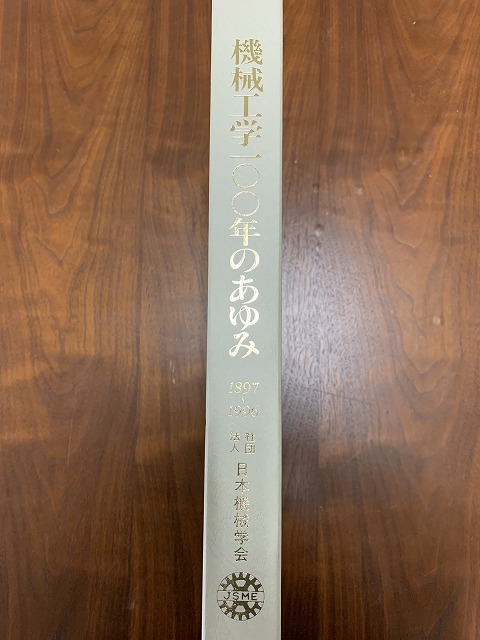 機械工学一〇〇年のあゆみ
1897
〜
1996
社団
法人
日本機械学会
JSME